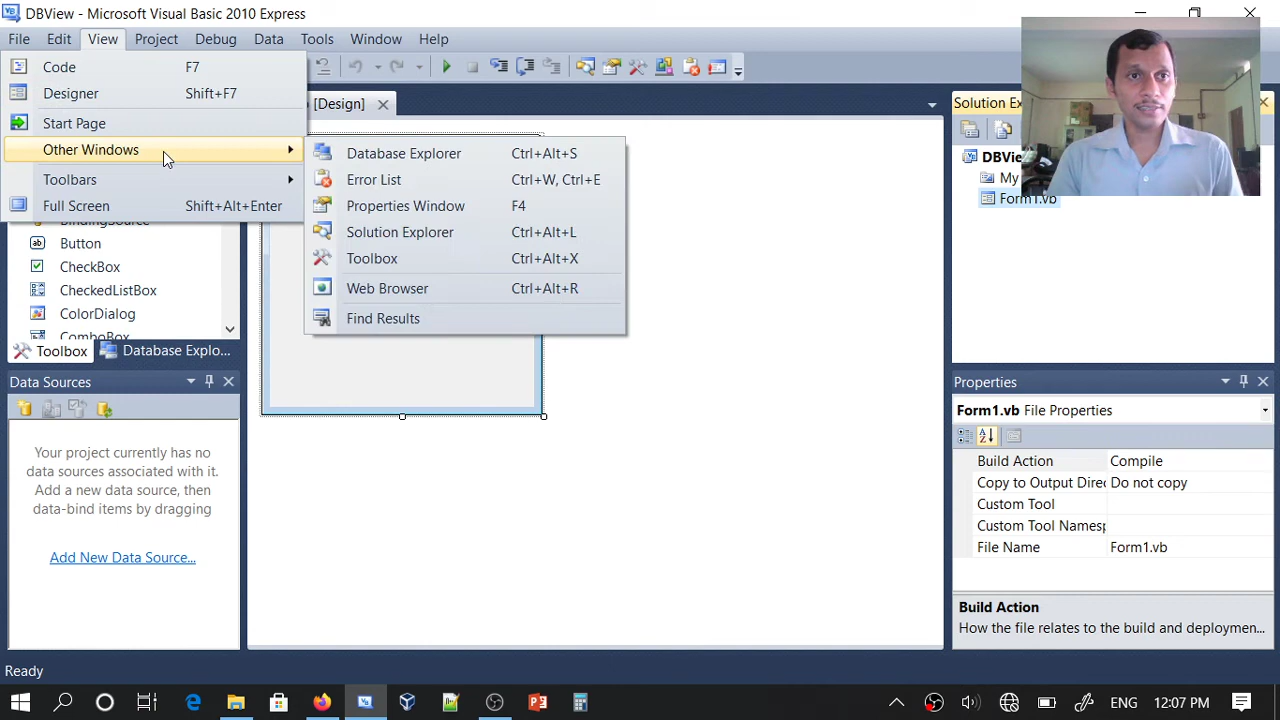 DBView - Microsoft Visual Basic 2010 Express
File Edit View Project Debug Data Tools Window Help
Code F7
Designer Shift+F7
Start Page
Other Windows
Toolbars
Full Screen Shift+Alt+Enter
Database Explorer Ctrl+Alt+S
Error List Ctrl+W, Ctrl+E
Properties Window F4
Solution Explorer Ctrl+Alt+L
Toolbox Ctrl+Alt+X
Web Browser Ctrl+Alt+R
Find Results
[Design]
BindingSource
Button
CheckBox
CheckedListBox
ColorDialog
ComboBox
Toolbox Database Explo...
Data Sources
Your project currently has no
data sources associated with it.
Add a new data source, then
data-bind items by dragging
Add New Data Source...
Solution Ex
DBView
My
Form1.vb
Properties
Form1.vb File Properties
Build Action Compile
Copy to Output Direc Do not copy
Custom Tool
Custom Tool Namesp
File Name Form1.vb
Build Action
How the file relates to the build and deploymen...
Ready
ENG 12:07 PM